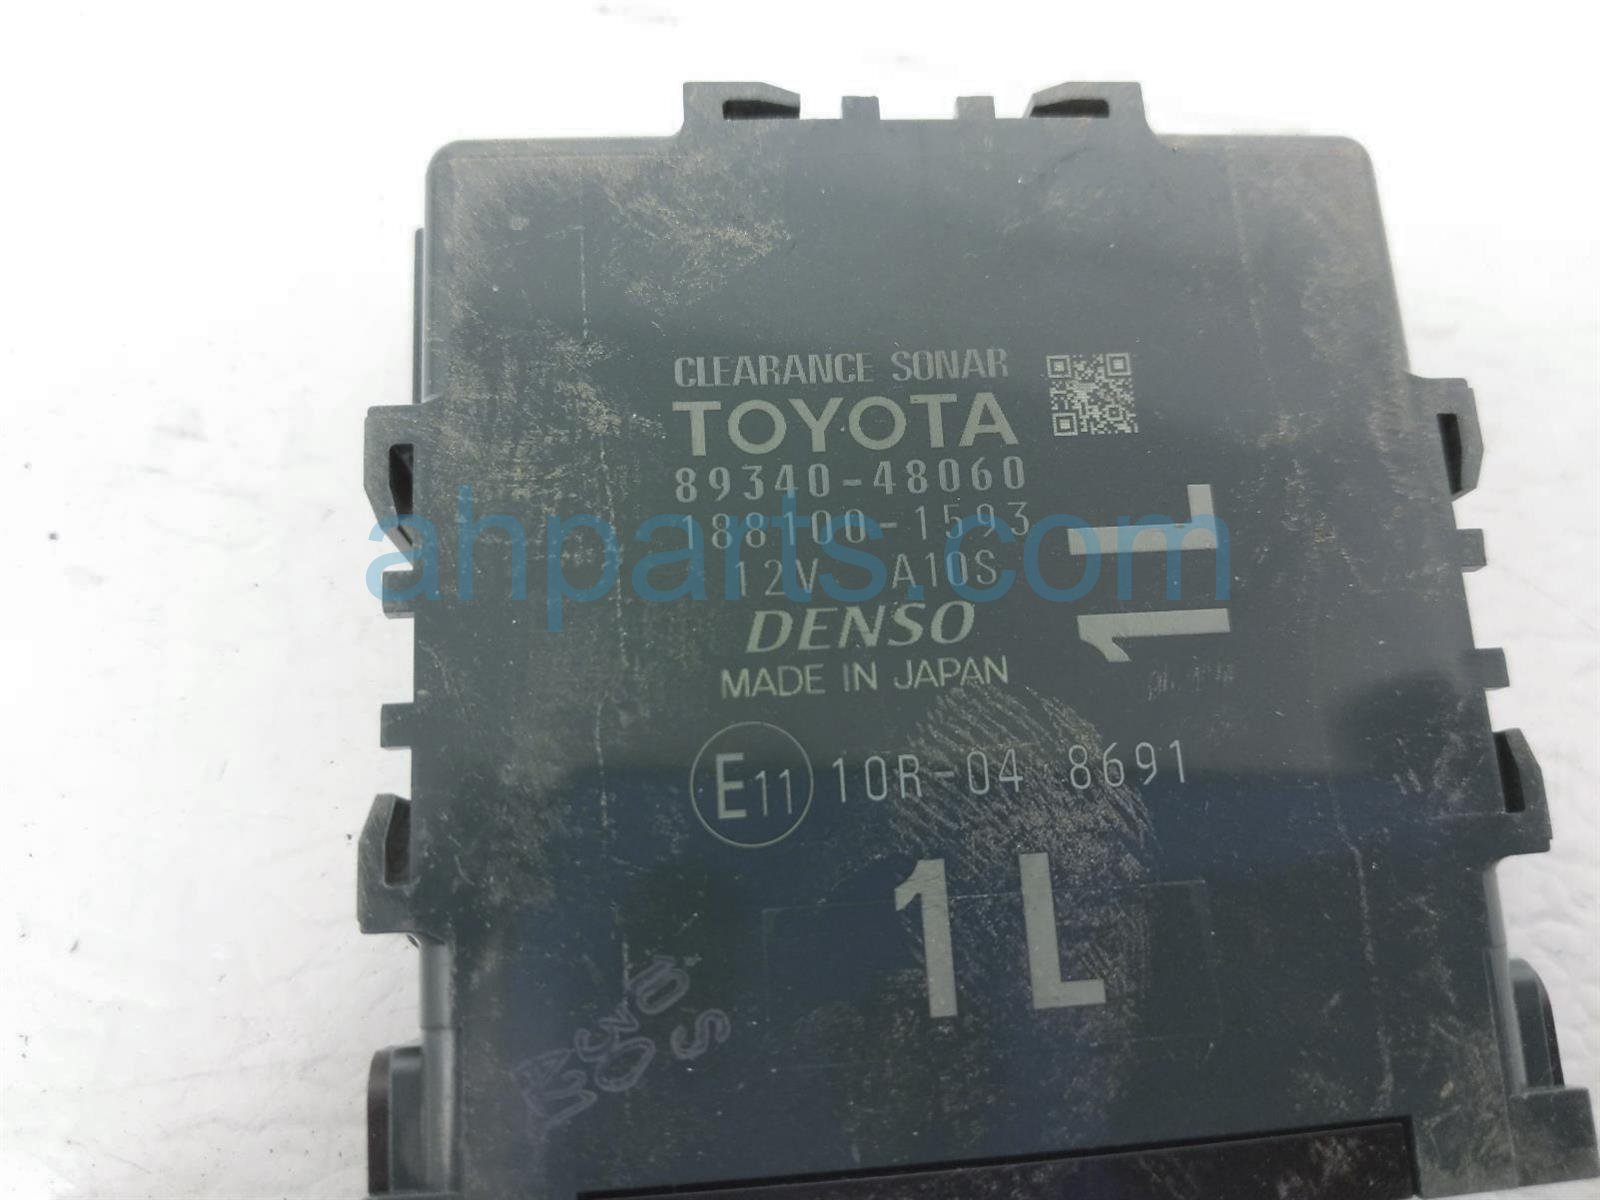 CLEARANCE SONAR
TOYOTA
89340-48060
188100-1593
12V A10S
DENSO
MADE IN JAPAN
1L
E11 10R-04 8691
1L
ahparts.com